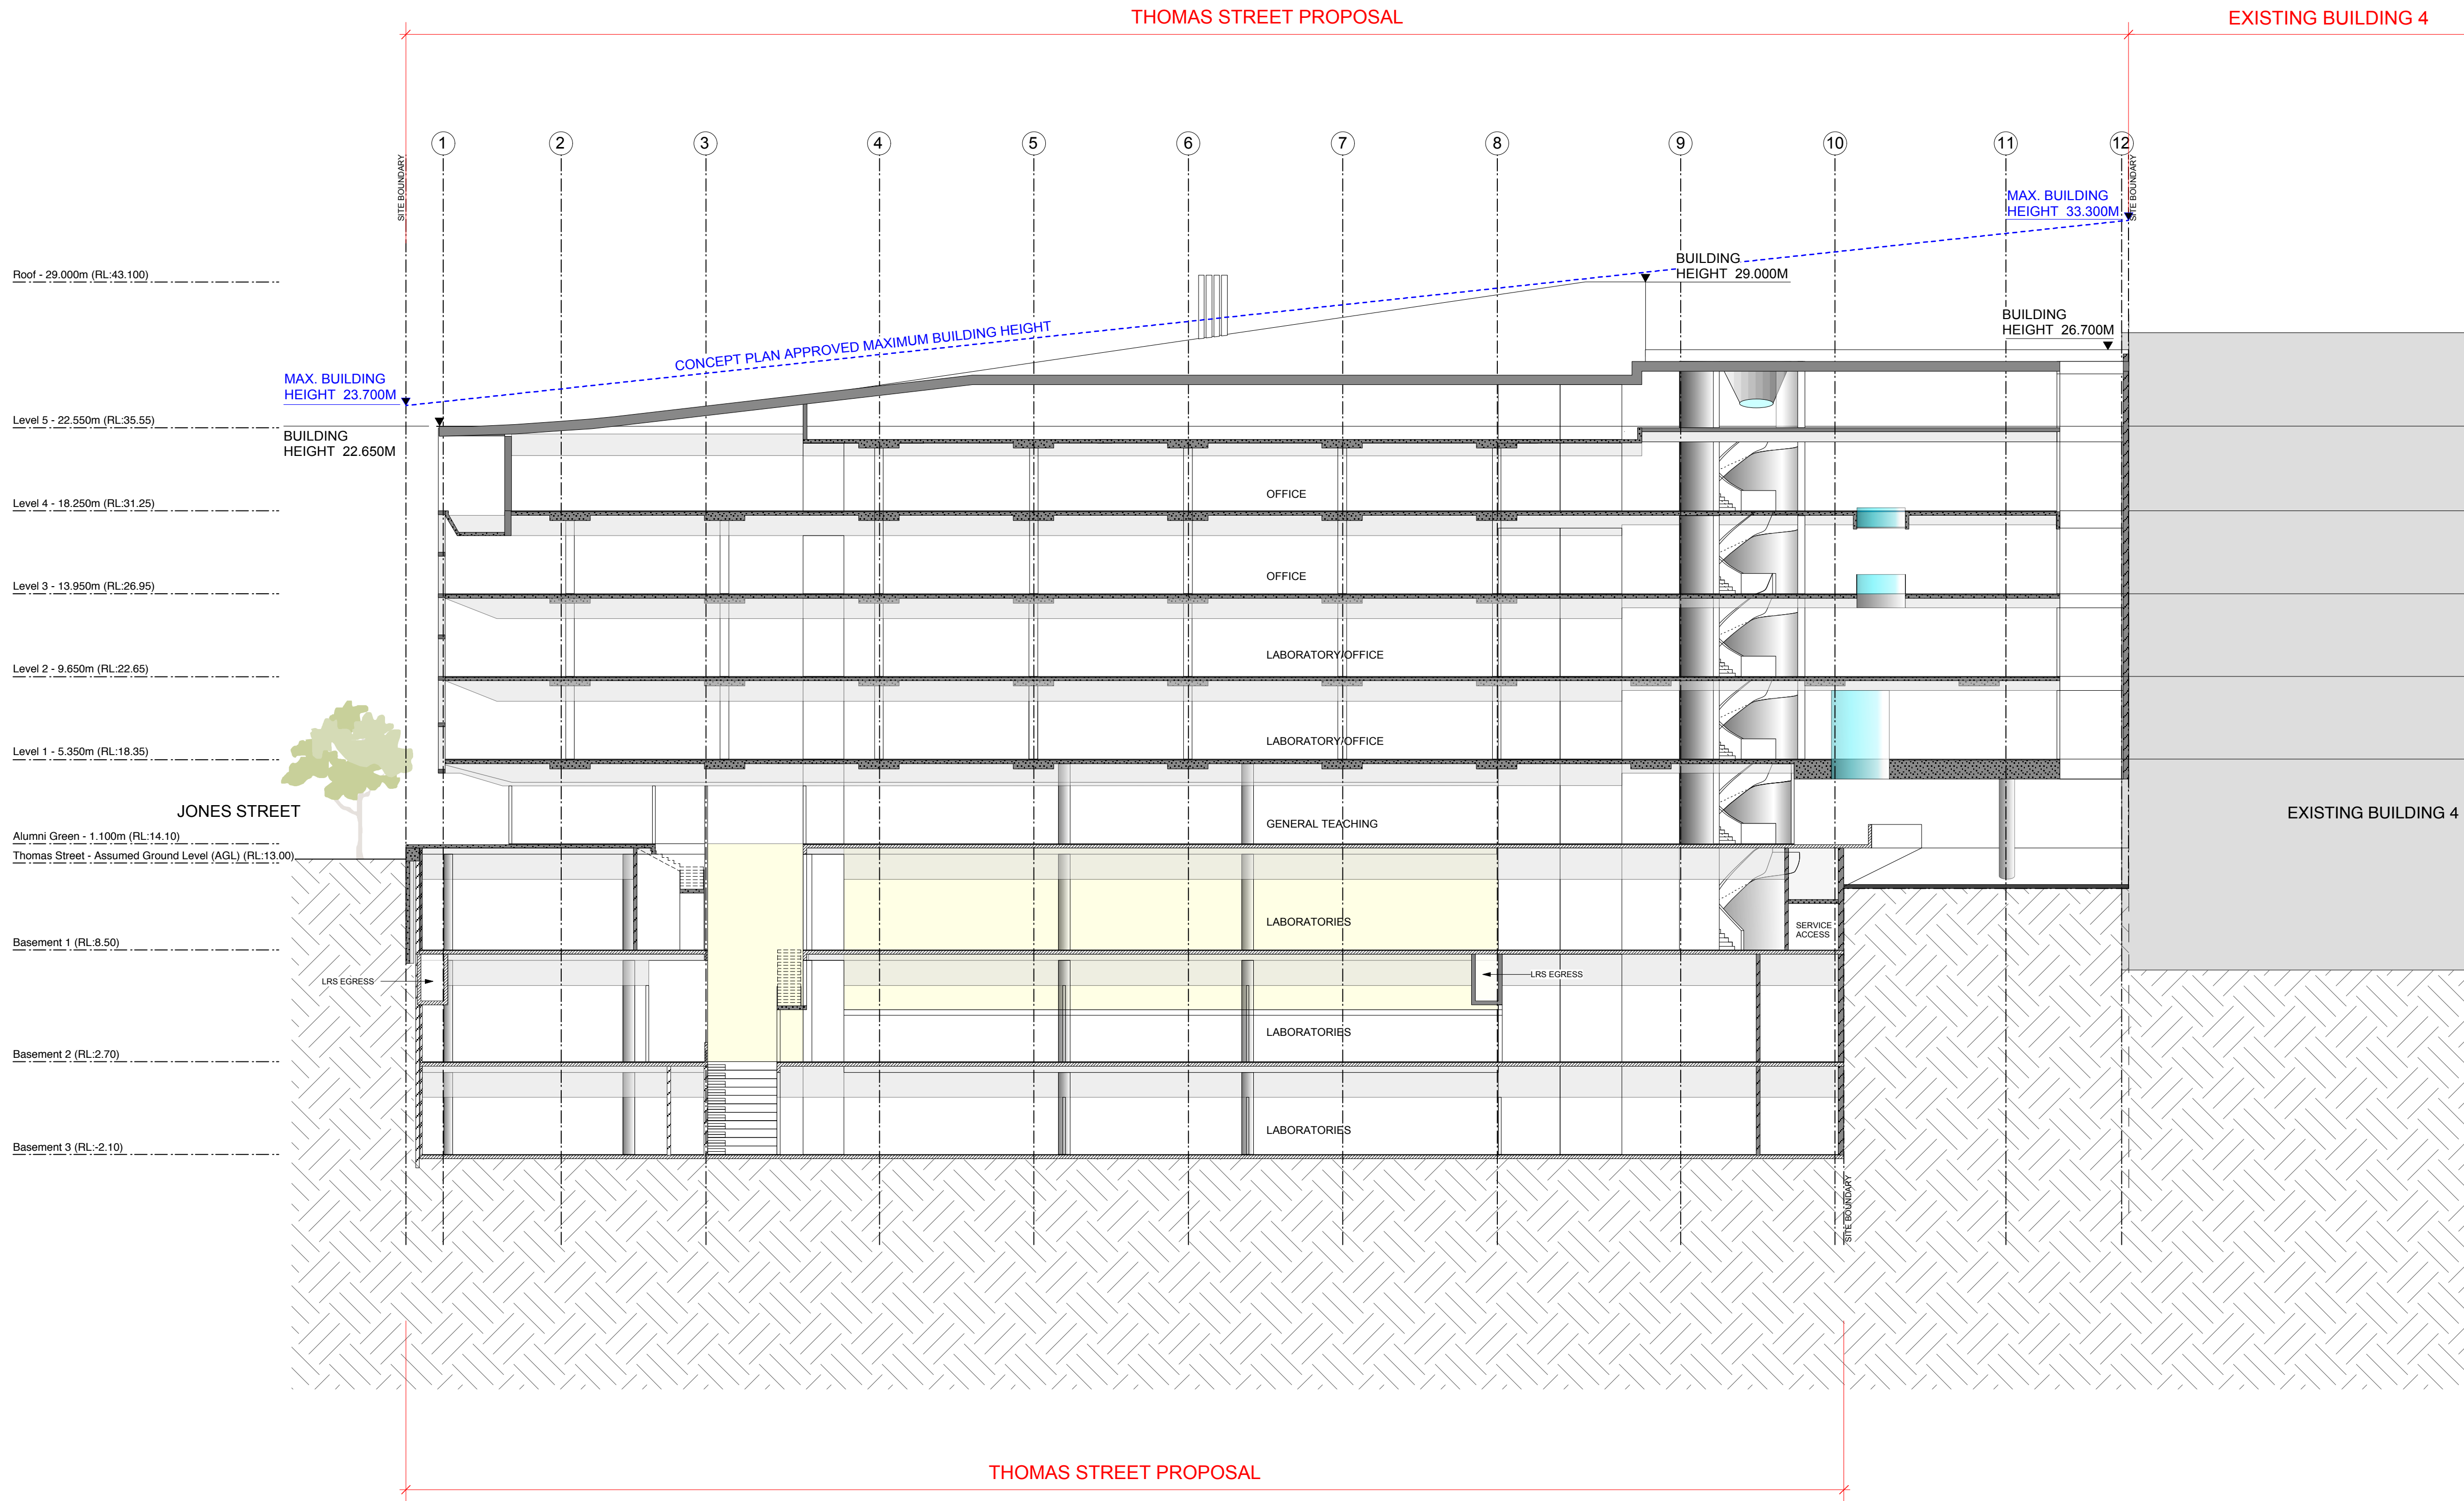 THOMAS STREET PROPOSAL
EXISTING BUILDING 4
1
2
3
4
5
6
7
8
9
10
11
12
SITE BOUNDARY
SITE BOUNDARY
MAX. BUILDING
HEIGHT 33.300M
BUILDING
HEIGHT 29.000M
Roof - 29.000m (RL:43.100)
BUILDING
HEIGHT 26.700M
CONCEPT PLAN APPROVED MAXIMUM BUILDING HEIGHT
MAX. BUILDING
HEIGHT 23.700M
Level 5 - 22.550m (RL:35.55)
BUILDING
HEIGHT 22.650M
OFFICE
Level 4 - 18.250m (RL:31.25)
OFFICE
Level 3 - 13.950m (RL:26.95)
LABORATORY/OFFICE
Level 2 - 9.650m (RL:22.65)
LABORATORY/OFFICE
Level 1 - 5.350m (RL:18.35)
JONES STREET
EXISTING BUILDING 4
GENERAL TEACHING
Alumni Green - 1.100m (RL:14.10)
Thomas Street - Assumed Ground Level (AGL) (RL:13.00)
LABORATORIES
SERVICE
ACCESS
Basement 1 (RL:8.50)
LRS EGRESS
LRS EGRESS
LABORATORIES
Basement 2 (RL:2.70)
LABORATORIES
Basement 3 (RL:-2.10)
SITE BOUNDARY
THOMAS STREET PROPOSAL